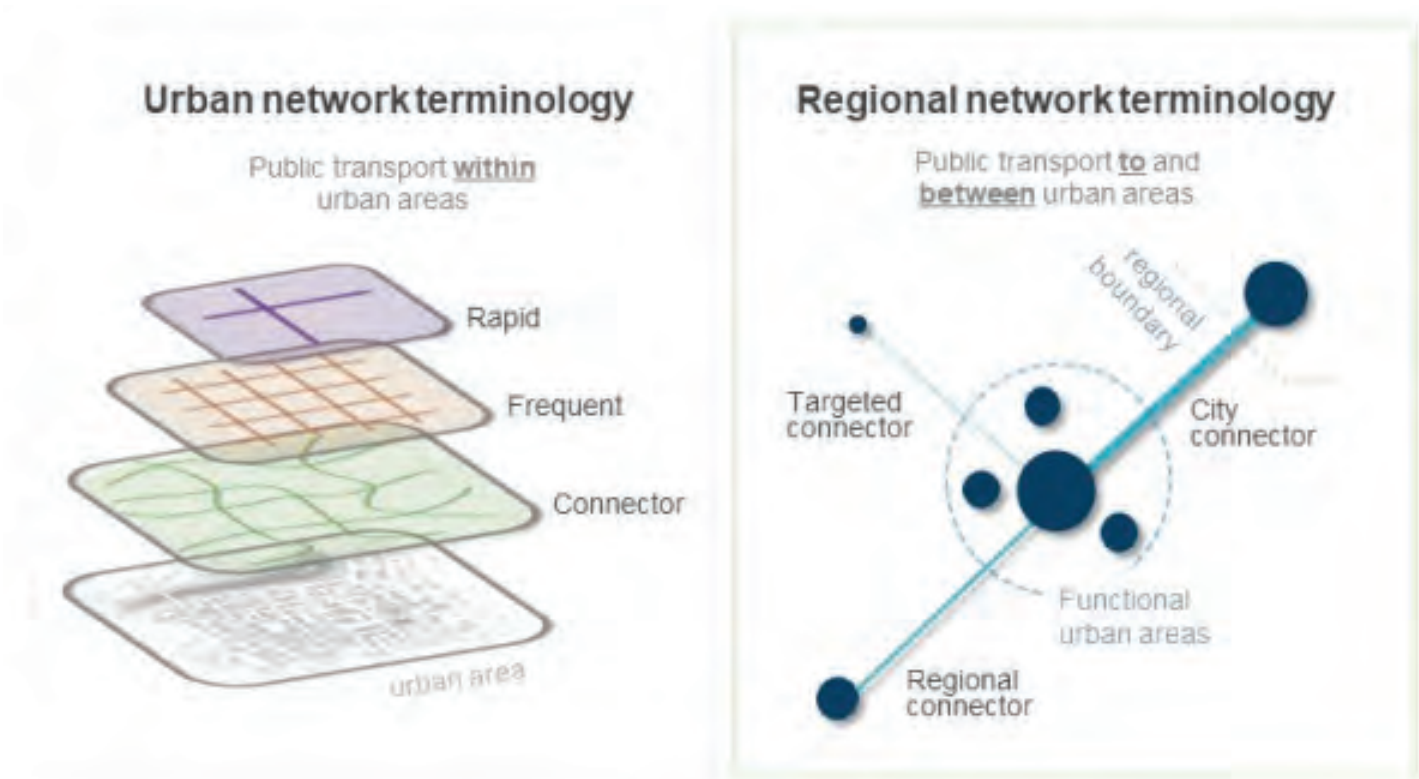 Urban network terminology
Public transport within
urban areas
Rapid
Frequent
Connector
urban area
Regional network terminology
Public transport to and
between urban areas
regional
boundary
Targeted
connector
City
connector
Functional
urban areas
Regional
connector